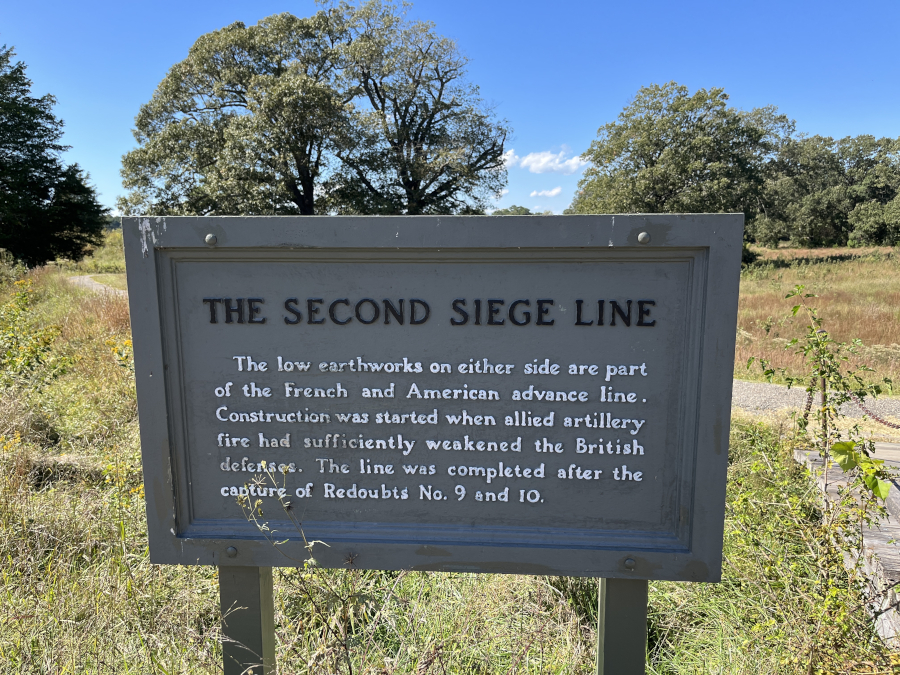 THE SECOND SIEGE LINE
The low earthworks on either side are part
of the French and American advance line.
Construction was started when allied artillery
fire had sufficiently weakened the British
defenses. The line was completed after the
capture of Redoubts No. 9 and 10.